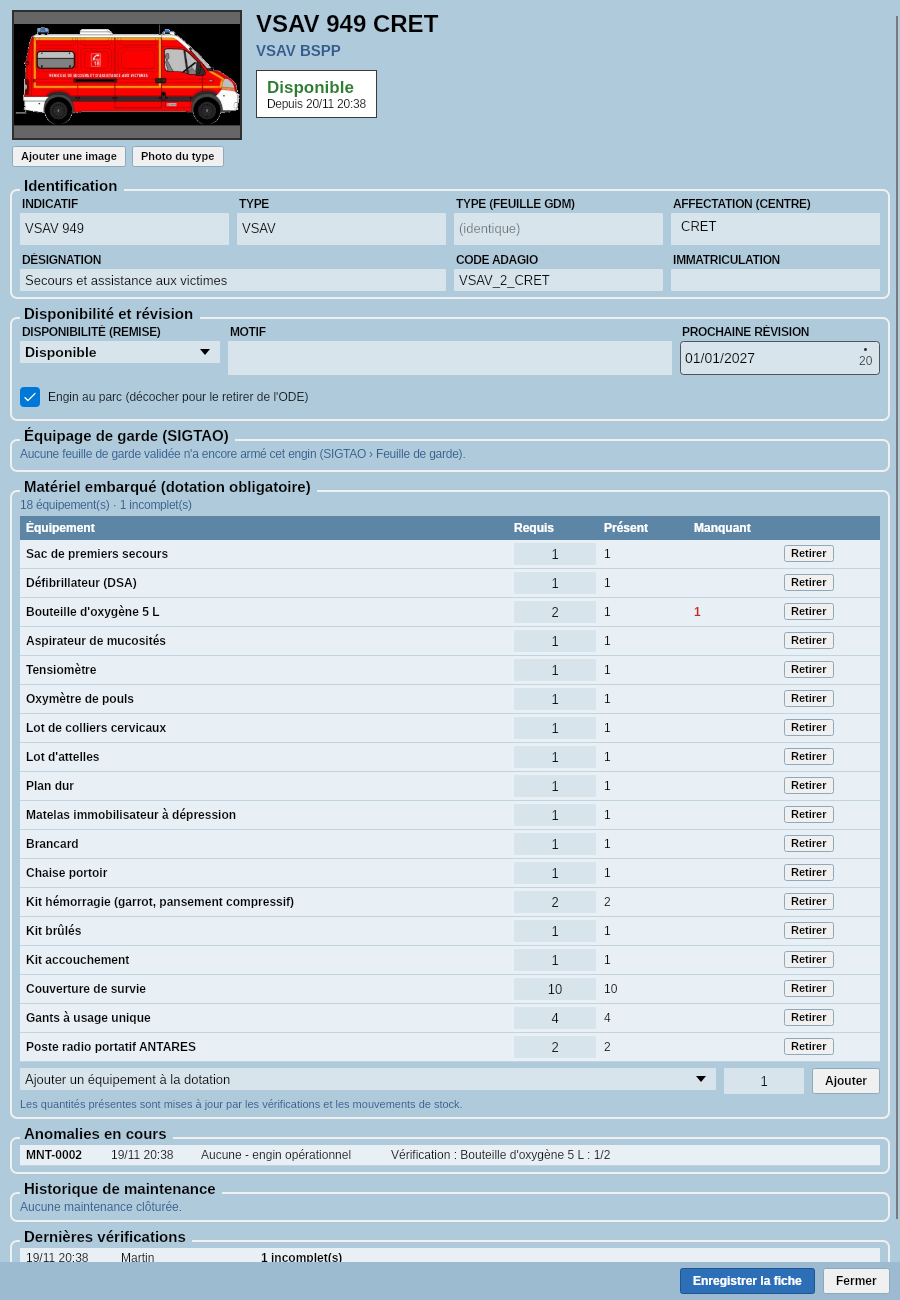 VSAV 949 CRET
VSAV BSPP
Disponible
Depuis 20/11 20:38
18
VÉHICULE DE SECOURS ET D'ASSISTANCE AUX VICTIMES
Ajouter une image Photo du type
Identification
INDICATIF TYPE TYPE (FEUILLE GDM) AFFECTATION (CENTRE)
VSAV 949 VSAV (identique) CRET
DÉSIGNATION CODE ADAGIO IMMATRICULATION
Secours et assistance aux victimes VSAV_2_CRET
Disponibilité et révision
DISPONIBILITÉ (REMISE) MOTIF PROCHAINE RÉVISION
Disponible 01/01/2027 20
Engin au parc (décocher pour le retirer de l'ODE)
Équipage de garde (SIGTAO)
Aucune feuille de garde validée n'a encore armé cet engin (SIGTAO › Feuille de garde).
Matériel embarqué (dotation obligatoire)
18 équipement(s) · 1 incomplet(s)
Équipement Requis Présent Manquant
Sac de premiers secours 1 1 Retirer
Défibrillateur (DSA) 1 1 Retirer
Bouteille d'oxygène 5 L 2 1 1 Retirer
Aspirateur de mucosités 1 1 Retirer
Tensiomètre 1 1 Retirer
Oxymètre de pouls 1 1 Retirer
Lot de colliers cervicaux 1 1 Retirer
Lot d'attelles 1 1 Retirer
Plan dur 1 1 Retirer
Matelas immobilisateur à dépression 1 1 Retirer
Brancard 1 1 Retirer
Chaise portoir 1 1 Retirer
Kit hémorragie (garrot, pansement compressif) 2 2 Retirer
Kit brûlés 1 1 Retirer
Kit accouchement 1 1 Retirer
Couverture de survie 10 10 Retirer
Gants à usage unique 4 4 Retirer
Poste radio portatif ANTARES 2 2 Retirer
Ajouter un équipement à la dotation 1 Ajouter
Les quantités présentes sont mises à jour par les vérifications et les mouvements de stock.
Anomalies en cours
MNT-0002 19/11 20:38 Aucune - engin opérationnel Vérification : Bouteille d'oxygène 5 L : 1/2
Historique de maintenance
Aucune maintenance clôturée.
Dernières vérifications
19/11 20:38 Martin 1 incomplet(s)
Enregistrer la fiche Fermer